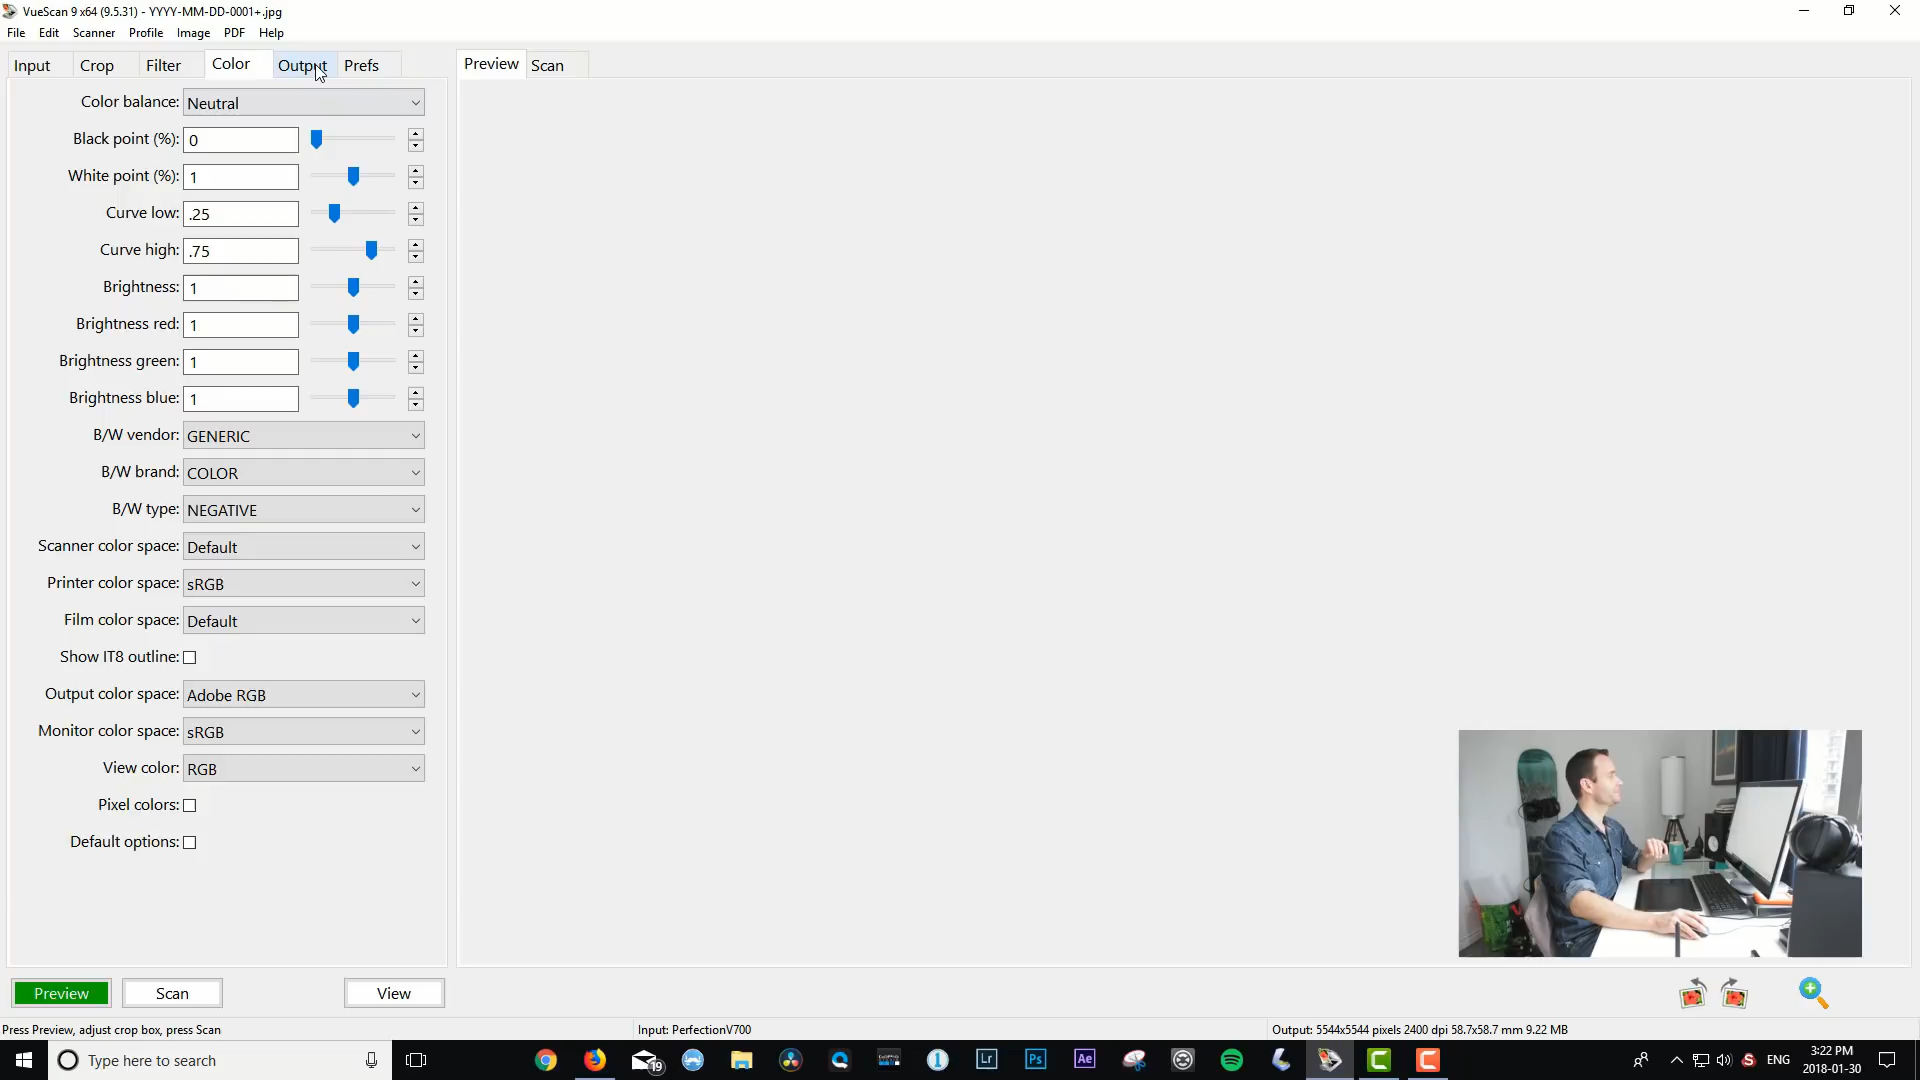 VueScan 9 x64 (9.5.31) - YYYY-MM-DD-0001+.jpg
File Edit Scanner Profile Image PDF Help
Input Crop Filter Color Output Prefs Preview Scan
Color balance: Neutral
Black point (%): 0
White point (%): 1
Curve low: .25
Curve high: .75
Brightness: 1
Brightness red: 1
Brightness green: 1
Brightness blue: 1
B/W vendor: GENERIC
B/W brand: COLOR
B/W type: NEGATIVE
Scanner color space: Default
Printer color space: sRGB
Film color space: Default
Show IT8 outline:
Output color space: Adobe RGB
Monitor color space: sRGB
View color: RGB
Pixel colors:
Default options:
Preview Scan View
Press Preview, adjust crop box, press Scan
Input: PerfectionV700
Output: 5544x5544 pixels 2400 dpi 58.7x58.7 mm 9.22 MB
Type here to search
19
Lr
Ps
Ae
ENG
3:22 PM
2018-01-30